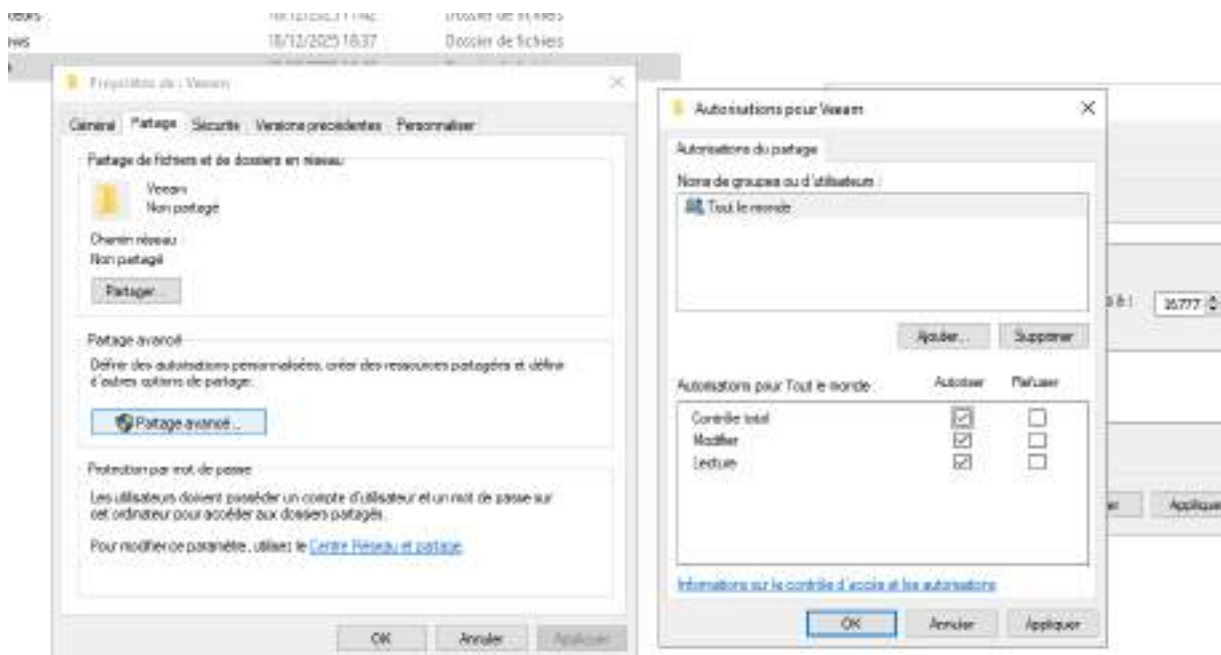 18/12/2025 18:37 Dossier de fichiers
Propriétés de : Veeam
Général Partage Sécurité Versions précédentes Personnaliser
Partage de fichiers et de dossiers en réseau
Veeam
Non partagé
Chemin réseau :
Non partagé
Partager...
Partage avancé
Définir des autorisations personnalisées, créer des ressources partagées et définir
d'autres options de partage.
Partage avancé...
Protection par mot de passe
Les utilisateurs doivent posséder un compte d'utilisateur et un mot de passe sur
cet ordinateur pour accéder aux dossiers partagés.
Pour modifier ce paramètre, utilisez le Centre Réseau et partage.
OK Annuler Appliquer
Autorisations pour Veeam
Autorisations du partage
Noms de groupes ou d'utilisateurs :
Tout le monde
Ajouter... Supprimer
Autorisations pour Tout le monde Autoriser Refuser
Contrôle total
Modifier
Lecture
Informations sur le contrôle d'accès et les autorisations
OK Annuler Appliquer
16777
Appliquer